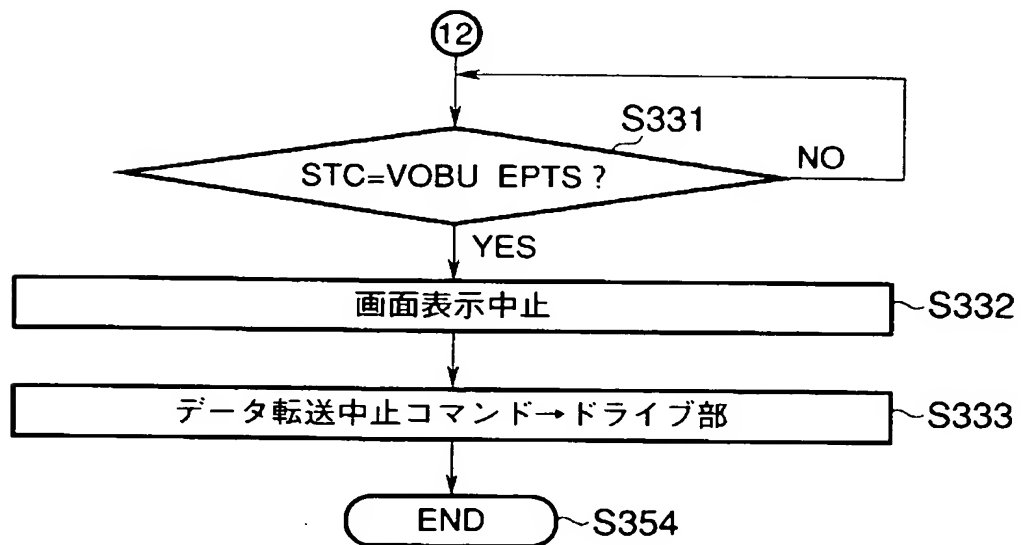 12
S331
STC=VOBU EPTS ?
NO
YES
画面表示中止
S332
データ転送中止コマンド→ドライブ部
S333
END
S354